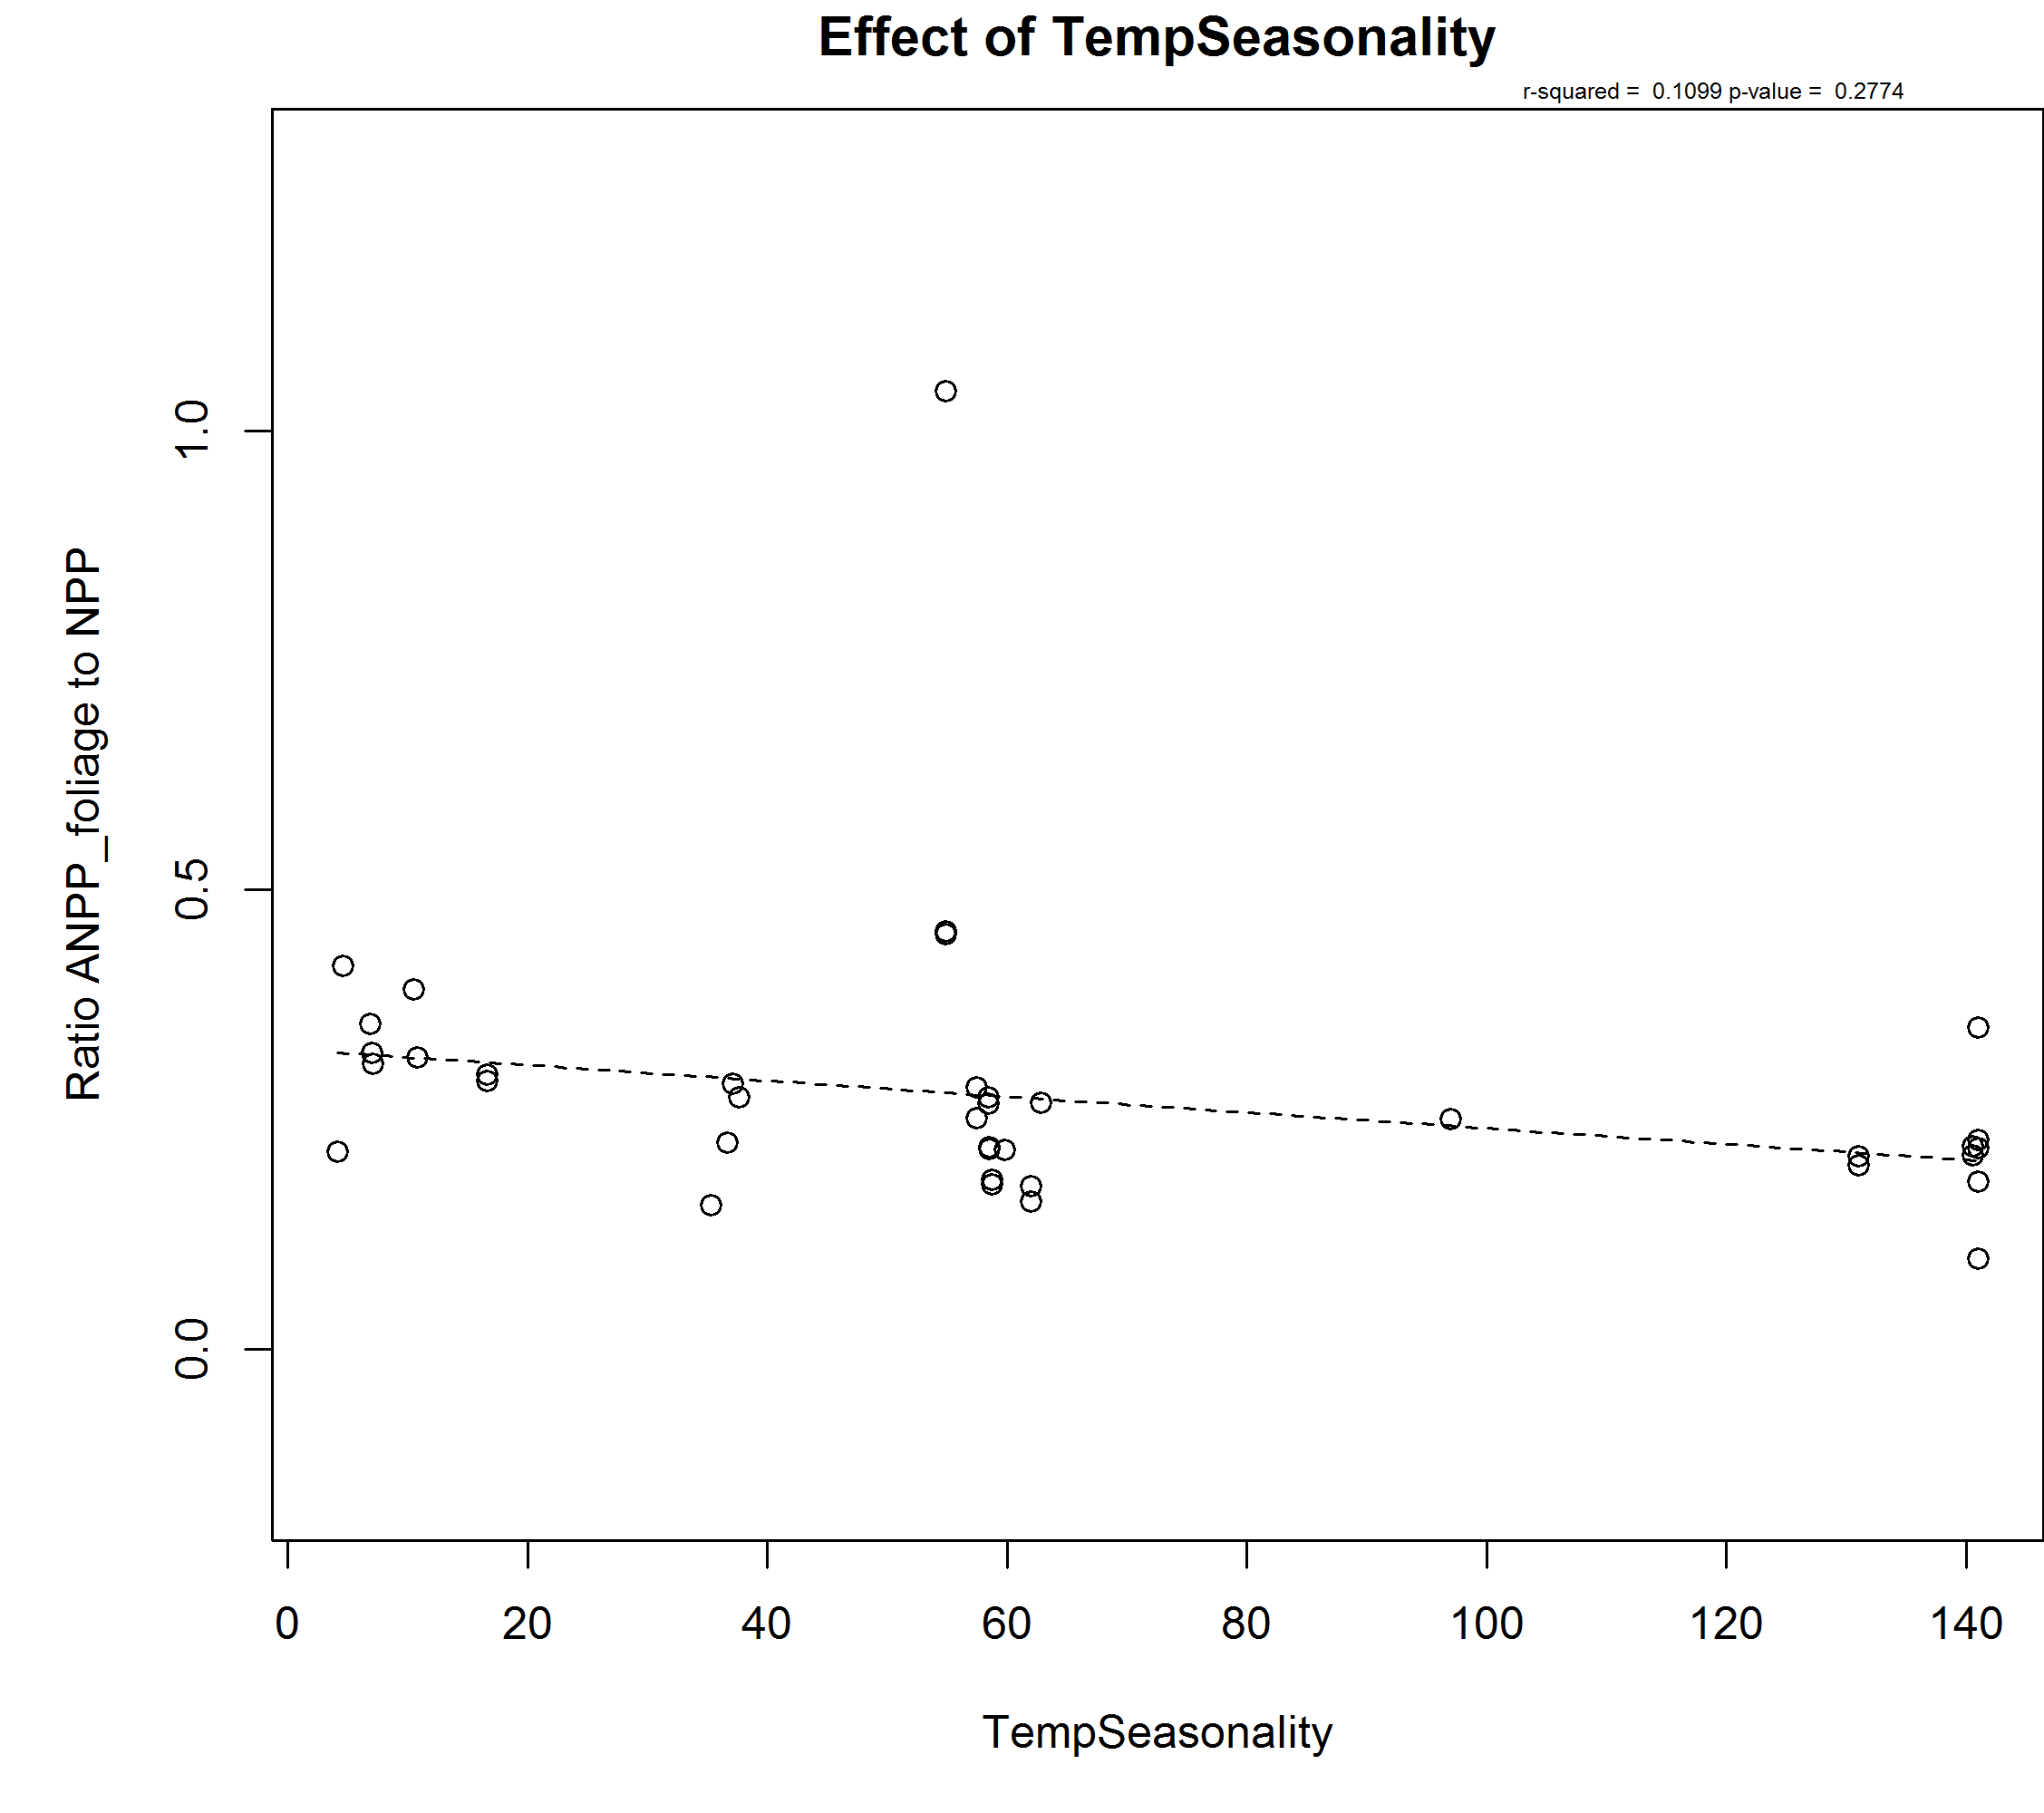 Effect of TempSeasonality
r-squared = 0.1099 p-value = 0.2774
Ratio ANPP_foliage to NPP
1.0
0.5
0.0
0 20 40 60 80 100 120 140
TempSeasonality